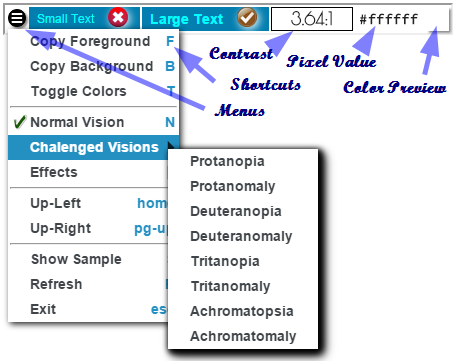 Small Text Large Text 3.64:1 #ffffff
Contrast Pixel Value
Shortcuts Color Preview
Menus
Copy Foreground F
Copy Background B
Toggle Colors T
Normal Vision N
Chalenged Visions
Effects
Up-Left home
Up-Right pg-up
Show Sample
Refresh
Exit es
Protanopia
Protanomaly
Deuteranopia
Deuteranomaly
Tritanopia
Tritanomaly
Achromatopsia
Achromatomaly